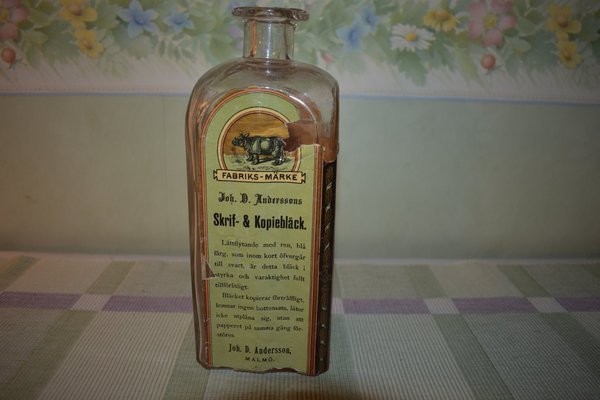 FABRIKS-MÄRKE
Joh. D. Anderssons
Skrif- & Kopiebläck.
Lättflytande med ren, blå
färg, som inom kort öfvergår
till svart, är detta bläck i
styrka och varaktighet fullt
tillförlitligt.
Bläcket kopierar förträffligt,
lemnar ingen bottensats, låter
icke utplåna sig, utan att
papperet på samma gång för-
störes.
Joh. D. Andersson,
MALMÖ.